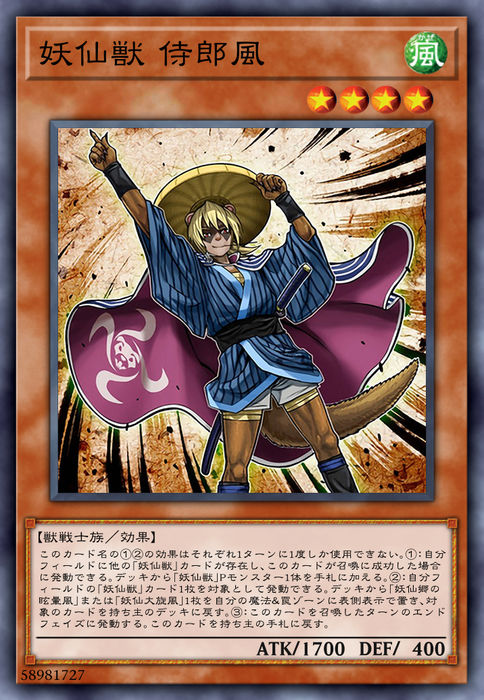 妖仙獣 侍郎風
かぜ
風
【獣戦士族／効果】
このカード名の①②の効果はそれぞれ1ターンに1度しか使用できない。①：自分
フィールドに他の「妖仙獣」カードが存在し、このカードが召喚に成功した場合
に発動できる。デッキから「妖仙獣」Pモンスター1体を手札に加える。②：自分フィ
ールドの「妖仙獣」カード1枚を対象として発動できる。デッキから「妖仙郷の
眩暈風」または「妖仙大旋風」1枚を自分の魔法&罠ゾーンに表側表示で置き、対
象のカードを持ち主のデッキに戻す。③：このカードを召喚したターンのエンド
フェイズに発動する。このカードを持ち主の手札に戻す。
ATK/1700 DEF/ 400
58981727